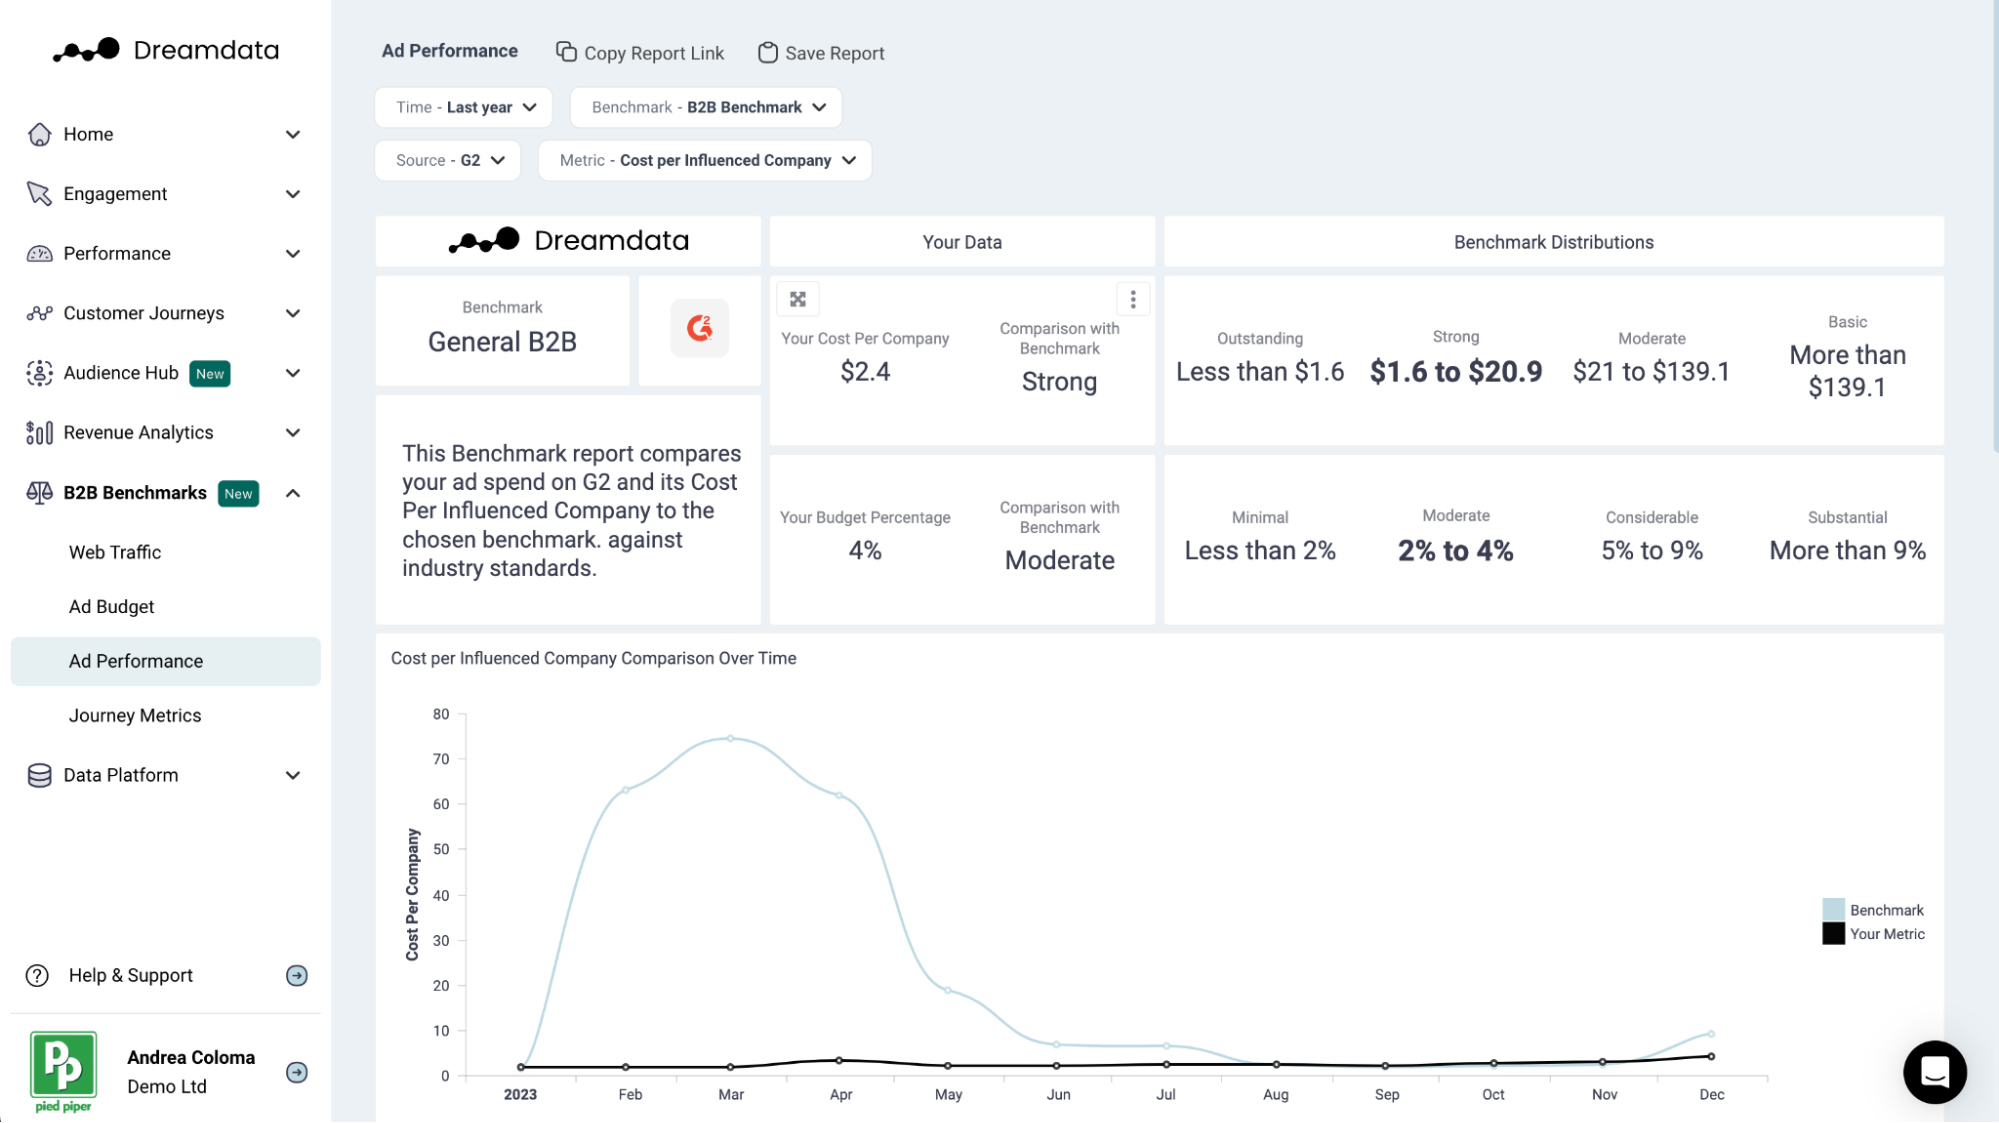 Dreamdata
Home
Engagement
Performance
Customer Journeys
Audience Hub New
Revenue Analytics
B2B Benchmarks New
Web Traffic
Ad Budget
Ad Performance
Journey Metrics
Data Platform
Help & Support
Pp
pied piper
Andrea Coloma
Demo Ltd
Ad Performance
Copy Report Link
Save Report
Time - Last year
Benchmark - B2B Benchmark
Source - G2
Metric - Cost per Influenced Company
Dreamdata
Your Data
Benchmark Distributions
Benchmark
General B2B
G2
Your Cost Per Company
$2.4
Comparison with
Benchmark
Strong
Outstanding
Less than $1.6
Strong
$1.6 to $20.9
Moderate
$21 to $139.1
Basic
More than
$139.1
This Benchmark report compares
your ad spend on G2 and its Cost
Per Influenced Company to the
chosen benchmark. against
industry standards.
Your Budget Percentage
4%
Comparison with
Benchmark
Moderate
Minimal
Less than 2%
Moderate
2% to 4%
Considerable
5% to 9%
Substantial
More than 9%
Cost per Influenced Company Comparison Over Time
Cost Per Company
80
70
60
50
40
30
20
10
0
2023 Feb Mar Apr May Jun Jul Aug Sep Oct Nov Dec
Benchmark
Your Metric